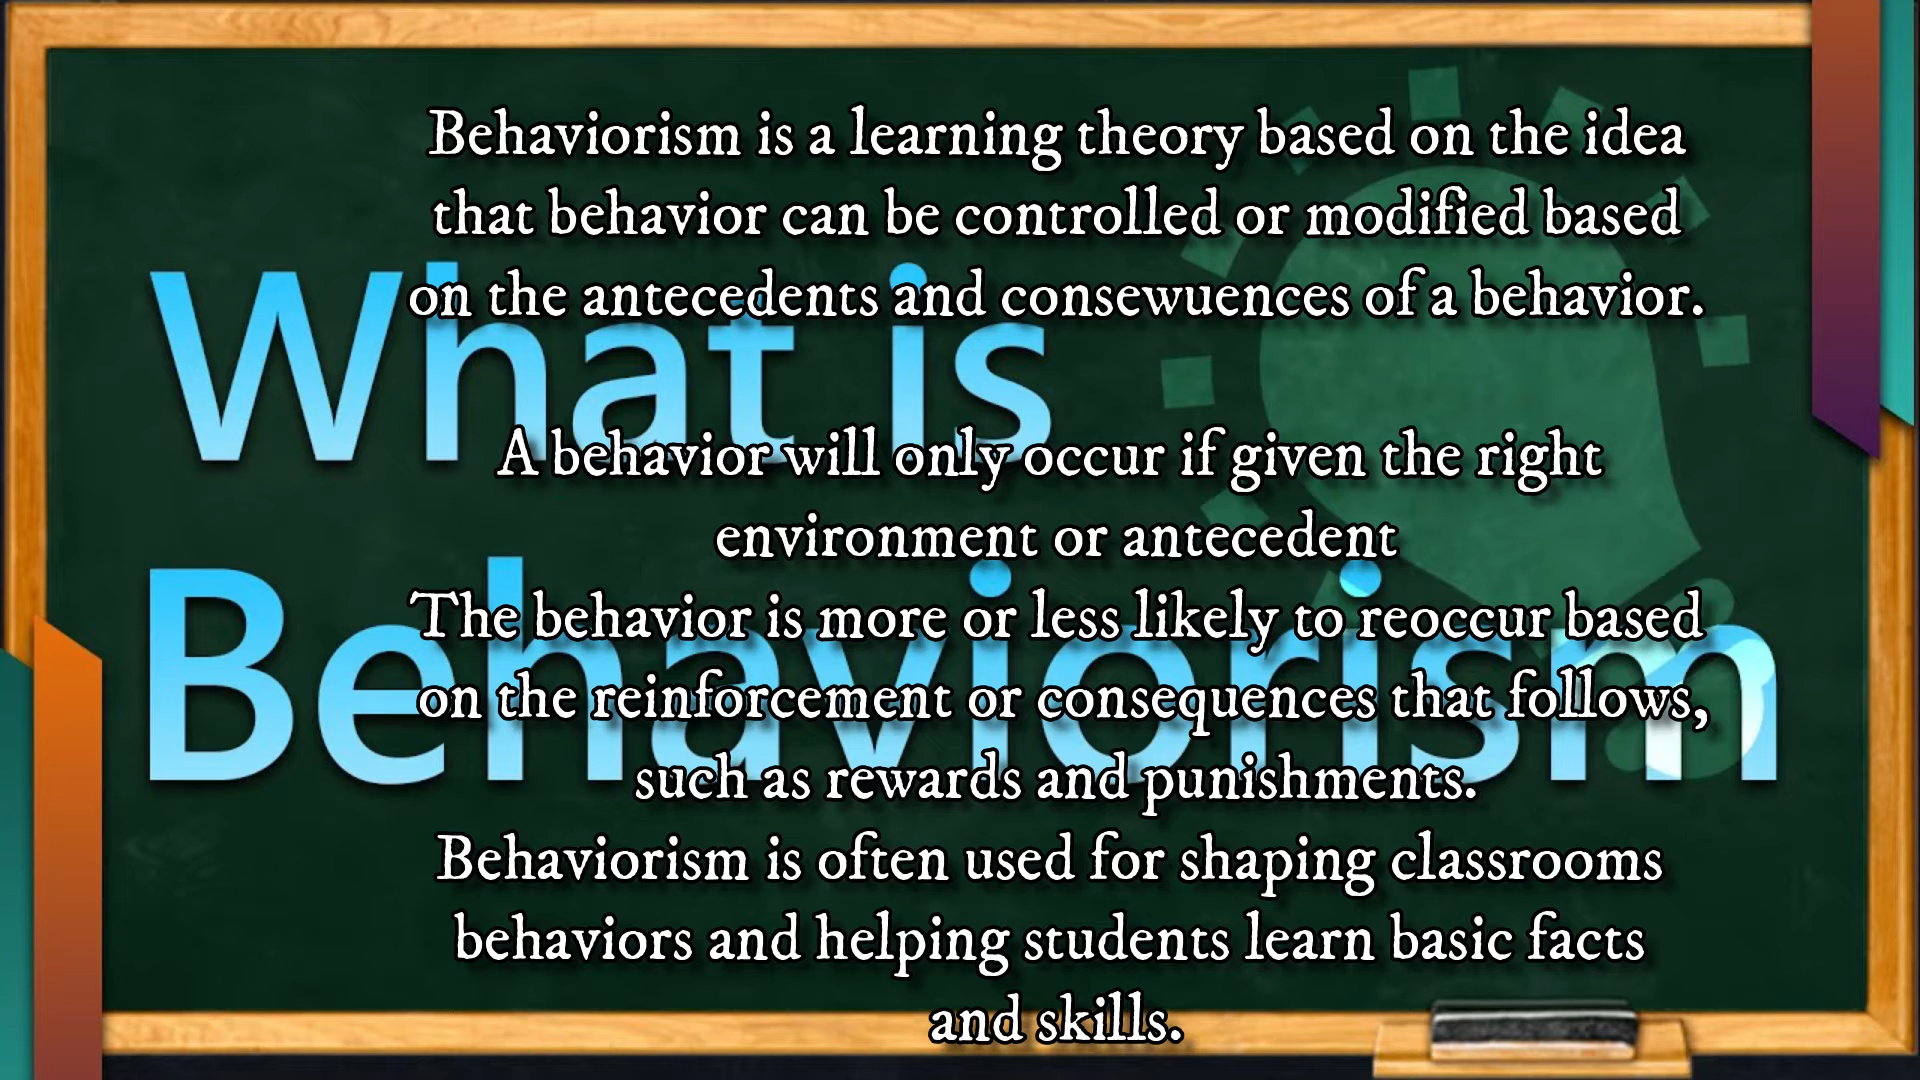 Behaviorism is a learning theory based on the idea
that behavior can be controlled or modified based
on the antecedents and consewuences of a behavior.
What is
A behavior will only occur if given the right
environment or antecedent
Behaviorism
The behavior is more or less likely to reoccur based
on the reinforcement or consequences that follows,
such as rewards and punishments.
Behaviorism is often used for shaping classrooms
behaviors and helping students learn basic facts
and skills.